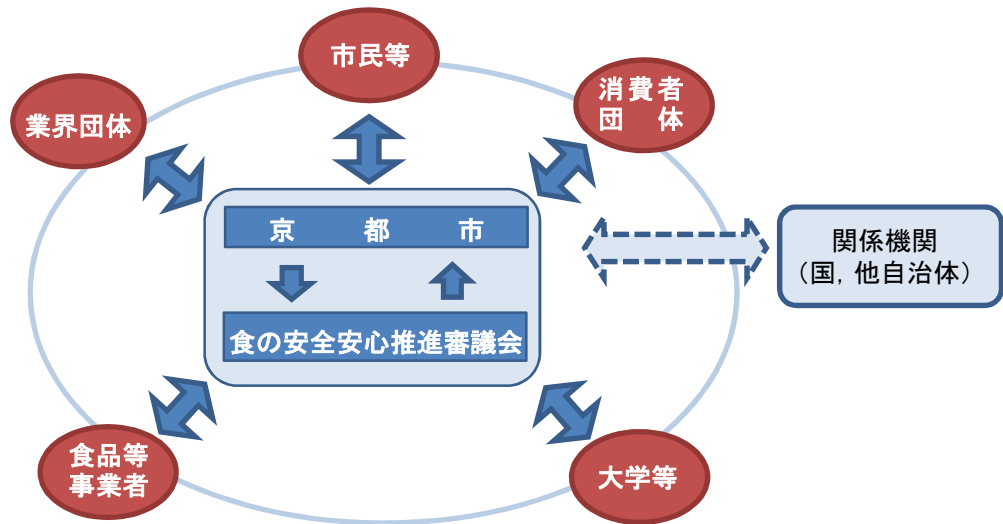 市民等
業界団体
消費者
団　体
京　都　市
関係機関
（国，他自治体）
食の安全安心推進審議会
食品等
事業者
大学等